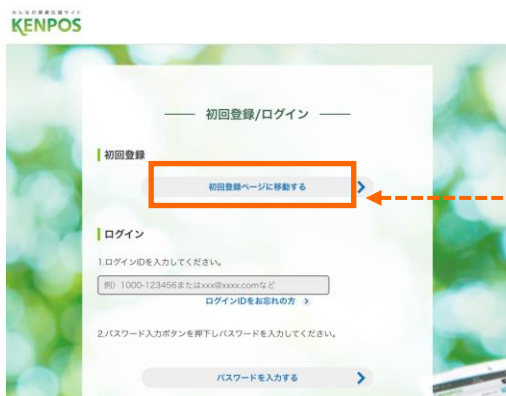 みんなの健康応援サイト
KENPOS
初回登録/ログイン
初回登録
初回登録ページに移動する
ログイン
1.ログインIDを入力してください。
例）1000-123456またはxxx@xxxx.comなど
ログインIDをお忘れの方
2.パスワード入力ボタンを押下しパスワードを入力してください。
パスワードを入力する